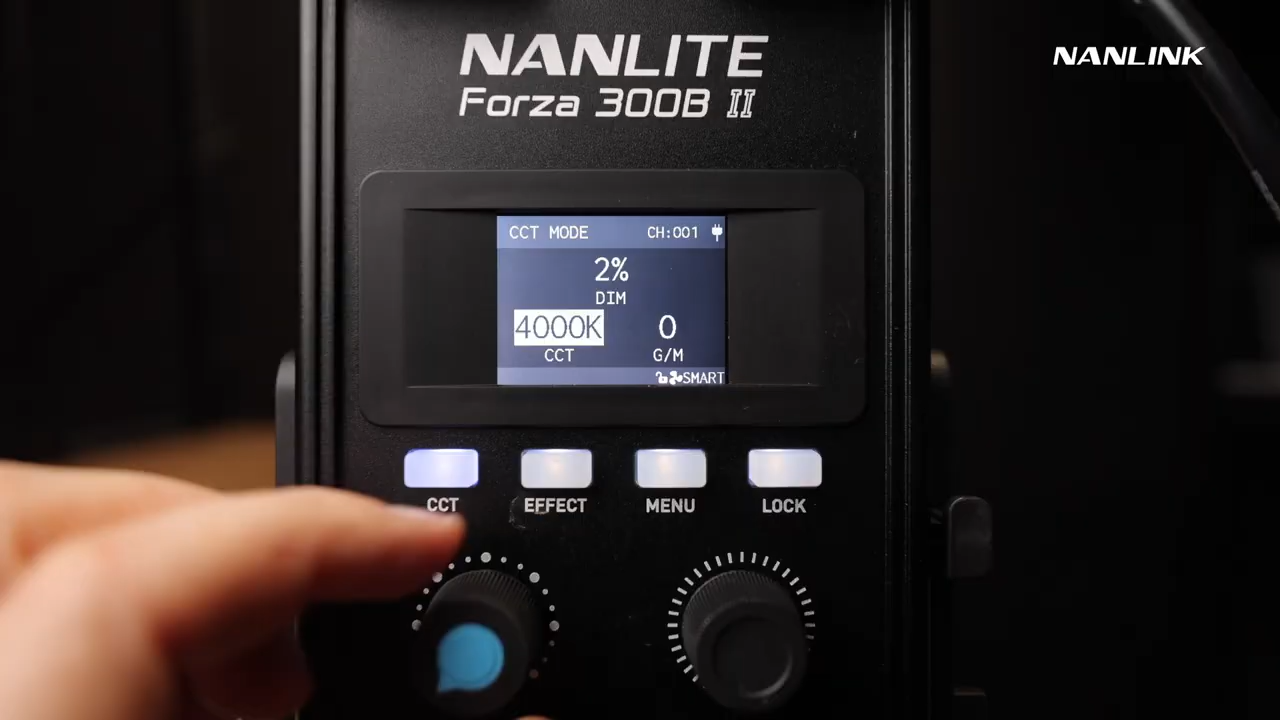 NANLITE
Forza 300B II
NANLINK
CCT MODE CH:001
2%
DIM
4000K 0
CCT G/M
SMART
CCT EFFECT MENU LOCK